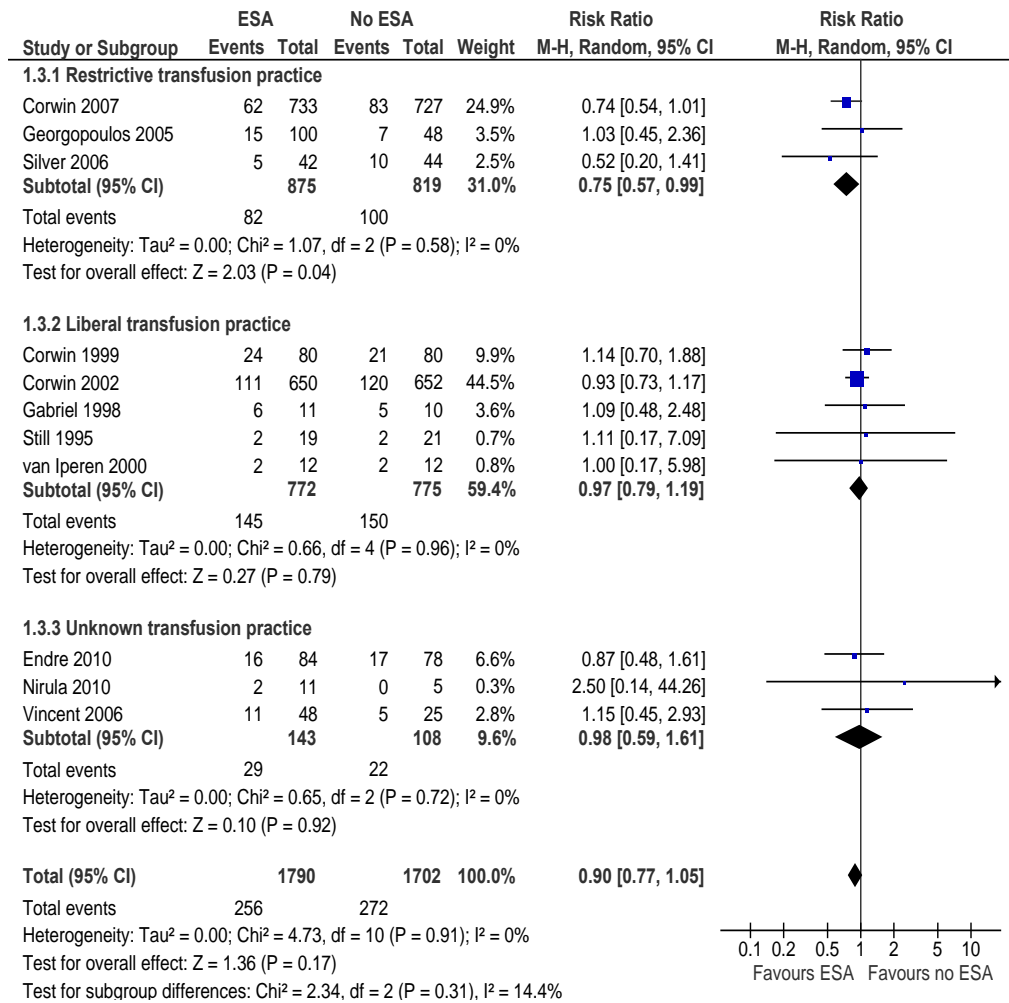 ESA No ESA Risk Ratio Risk Ratio
Study or Subgroup Events Total Events Total Weight M-H, Random, 95% CI M-H, Random, 95% CI
1.3.1 Restrictive transfusion practice
Corwin 2007 62 733 83 727 24.9% 0.74 [0.54, 1.01]
Georgopoulos 2005 15 100 7 48 3.5% 1.03 [0.45, 2.36]
Silver 2006 5 42 10 44 2.5% 0.52 [0.20, 1.41]
Subtotal (95% CI) 875 819 31.0% 0.75 [0.57, 0.99]
Total events 82 100
Heterogeneity: Tau² = 0.00; Chi² = 1.07, df = 2 (P = 0.58); I² = 0%
Test for overall effect: Z = 2.03 (P = 0.04)
1.3.2 Liberal transfusion practice
Corwin 1999 24 80 21 80 9.9% 1.14 [0.70, 1.88]
Corwin 2002 111 650 120 652 44.5% 0.93 [0.73, 1.17]
Gabriel 1998 6 11 5 10 3.6% 1.09 [0.48, 2.48]
Still 1995 2 19 2 21 0.7% 1.11 [0.17, 7.09]
van Iperen 2000 2 12 2 12 0.8% 1.00 [0.17, 5.98]
Subtotal (95% CI) 772 775 59.4% 0.97 [0.79, 1.19]
Total events 145 150
Heterogeneity: Tau² = 0.00; Chi² = 0.66, df = 4 (P = 0.96); I² = 0%
Test for overall effect: Z = 0.27 (P = 0.79)
1.3.3 Unknown transfusion practice
Endre 2010 16 84 17 78 6.6% 0.87 [0.48, 1.61]
Nirula 2010 2 11 0 5 0.3% 2.50 [0.14, 44.26]
Vincent 2006 11 48 5 25 2.8% 1.15 [0.45, 2.93]
Subtotal (95% CI) 143 108 9.6% 0.98 [0.59, 1.61]
Total events 29 22
Heterogeneity: Tau² = 0.00; Chi² = 0.65, df = 2 (P = 0.72); I² = 0%
Test for overall effect: Z = 0.10 (P = 0.92)
Total (95% CI) 1790 1702 100.0% 0.90 [0.77, 1.05]
Total events 256 272
Heterogeneity: Tau² = 0.00; Chi² = 4.73, df = 10 (P = 0.91); I² = 0%
Test for overall effect: Z = 1.36 (P = 0.17)
Test for subgroup differences: Chi² = 2.34, df = 2 (P = 0.31), I² = 14.4%
0.1 0.2 0.5 1 2 5 10
Favours ESA Favours no ESA